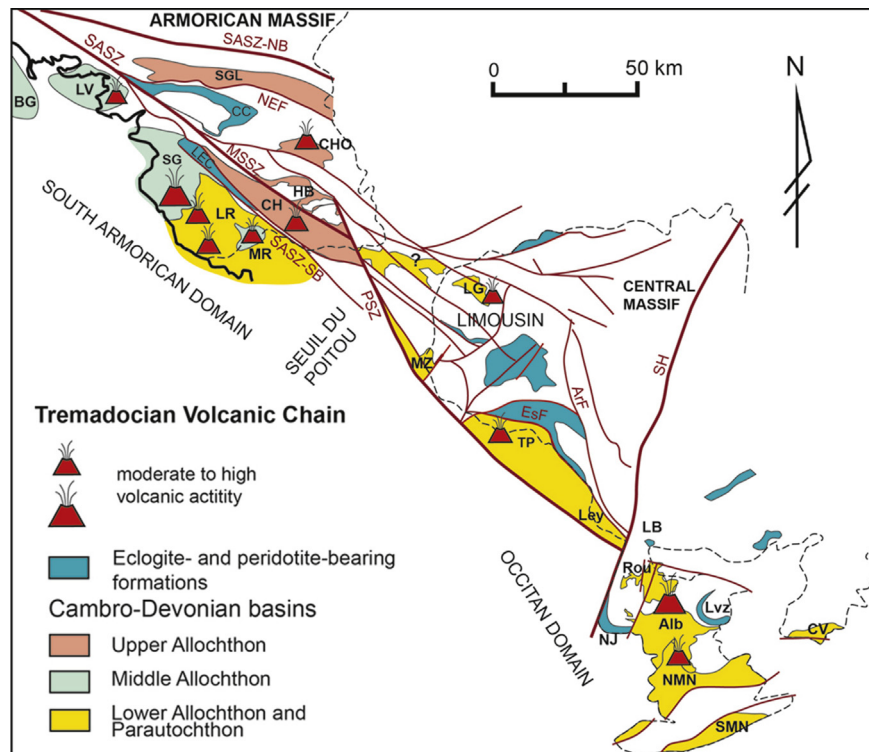 ARMORICAN MASSIF
SASZ
SASZ-NB
SGL
NEF
0
50 km
N
BG
LV
CC
CHO
SG
LEC
MSSZ
HB
CH
LR
MR
SASZ-SB
SOUTH ARMORICAN DOMAIN
?
LG
CENTRAL
MASSIF
LIMOUSIN
PSZ
SEUIL DU
POITOU
MZ
SH
ArF
EsF
TP
Ley
LB
OCCITAN DOMAIN
Rou
Alb
Lvz
NJ
CV
NMN
SMN
Tremadocian Volcanic Chain
moderate to high
volcanic actitity
Eclogite- and peridotite-bearing
formations
Cambro-Devonian basins
Upper Allochthon
Middle Allochthon
Lower Allochthon and
Parautochthon